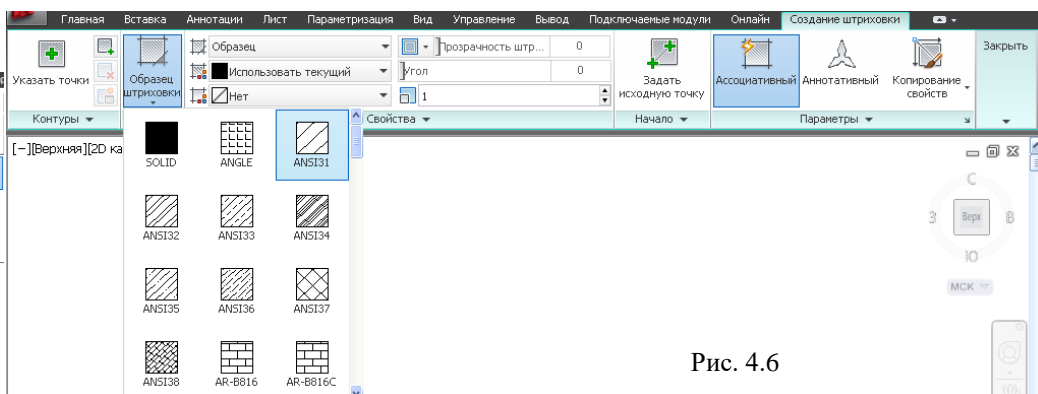 Главная Вставка Аннотации Лист Параметризация Вид Управление Вывод Подключаемые модули Онлайн Создание штриховки
Указать точки
Образец штриховки
Образец
Использовать текущий
Нет
Прозрачность штр... 0
Угол 0
1
Задать
исходную точку
Ассоциативный Аннотативный Копирование
свойств
Закрыть
Контуры Свойства Начало Параметры
[−][Верхняя][2D ка
SOLID ANGLE ANSI31
ANSI32 ANSI33 ANSI34
ANSI35 ANSI36 ANSI37
ANSI38 AR-B816 AR-B816C
С
З Верх В
Ю
МСК
Рис. 4.6